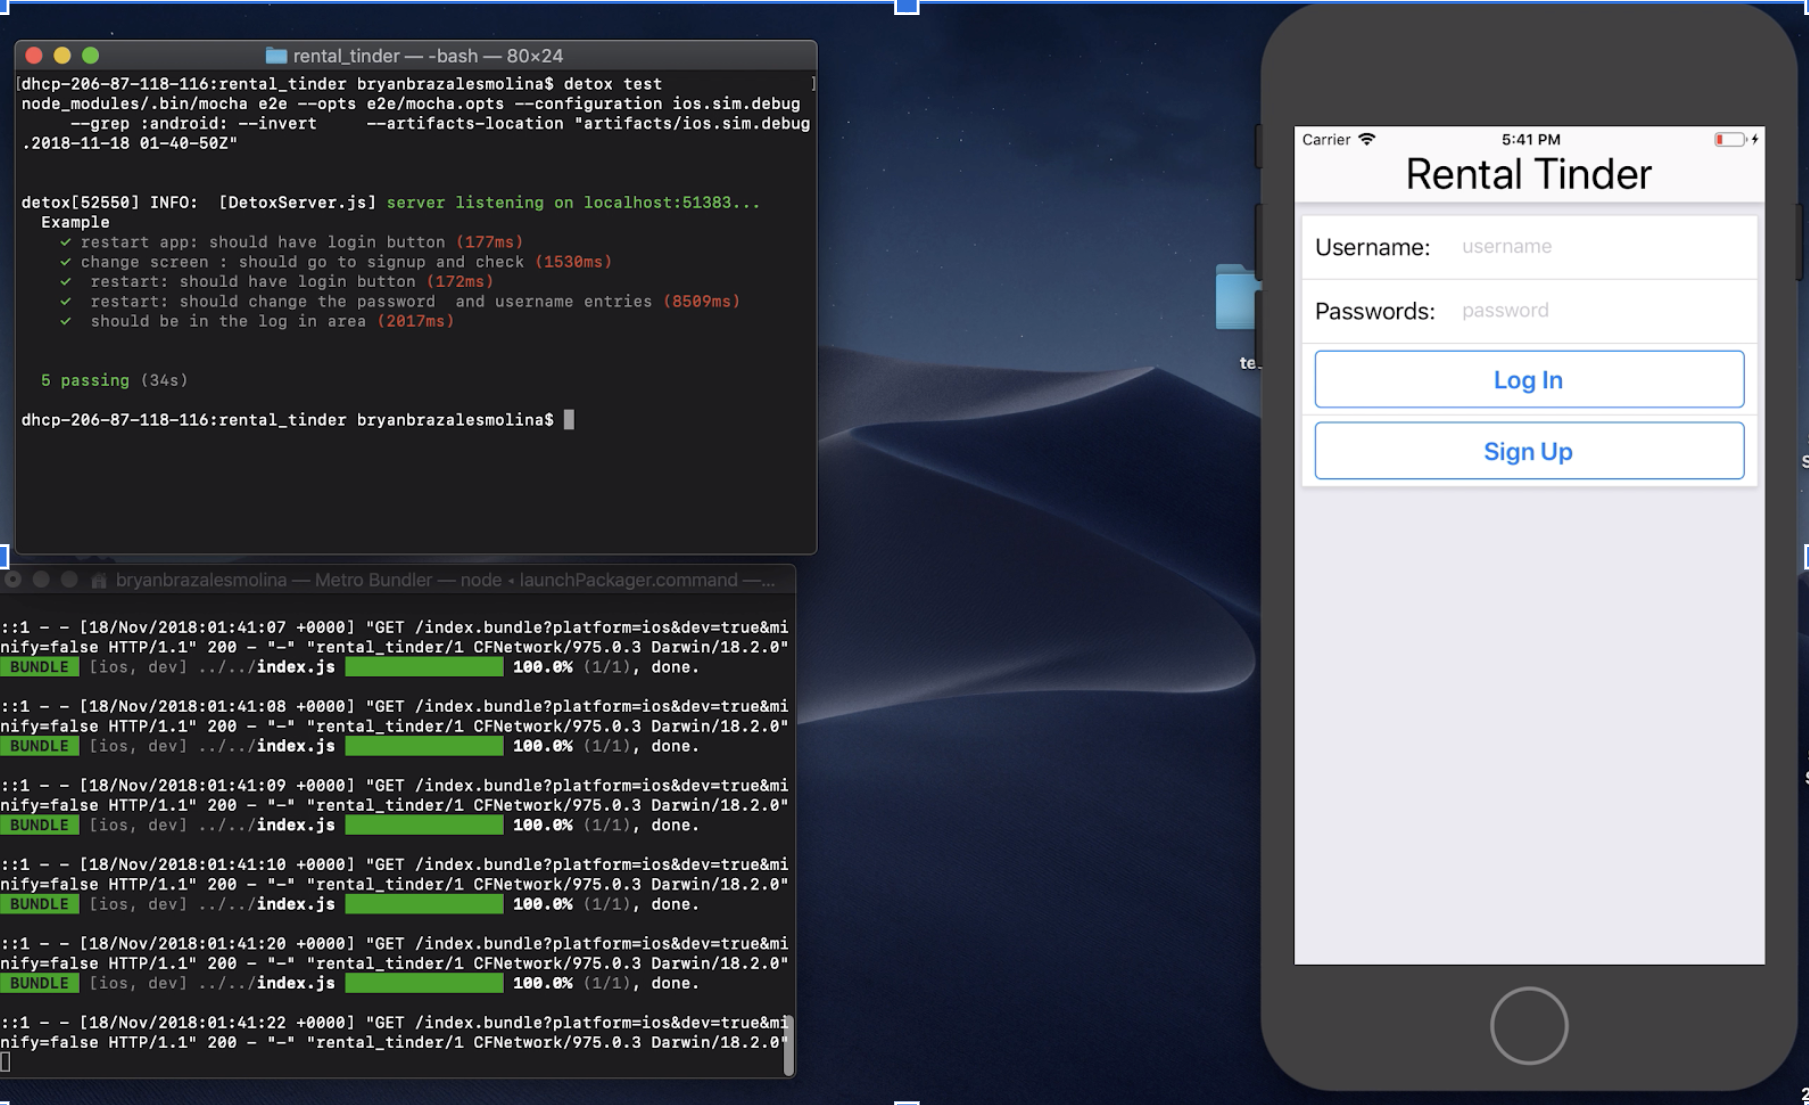 rental_tinder — -bash — 80×24
[dhcp-206-87-118-116:rental_tinder bryanbrazalesmolina$ detox test ]
node_modules/.bin/mocha e2e --opts e2e/mocha.opts --configuration ios.sim.debug
--grep :android: --invert --artifacts-location "artifacts/ios.sim.debug
.2018-11-18 01-40-50Z"
detox[52550] INFO: [DetoxServer.js] server listening on localhost:51383...
Example
✓ restart app: should have login button (177ms)
✓ change screen : should go to signup and check (1530ms)
✓ restart: should have login button (172ms)
✓ restart: should change the password and username entries (8509ms)
✓ should be in the log in area (2017ms)
5 passing (34s)
dhcp-206-87-118-116:rental_tinder bryanbrazalesmolina$
bryanbrazalesmolina — Metro Bundler — node ◂ launchPackager.command —...
::1 - - [18/Nov/2018:01:41:07 +0000] "GET /index.bundle?platform=ios&dev=true&mi
nify=false HTTP/1.1" 200 - "-" "rental_tinder/1 CFNetwork/975.0.3 Darwin/18.2.0"
BUNDLE [ios, dev] ../../index.js 100.0% (1/1), done.
::1 - - [18/Nov/2018:01:41:08 +0000] "GET /index.bundle?platform=ios&dev=true&mi
nify=false HTTP/1.1" 200 - "-" "rental_tinder/1 CFNetwork/975.0.3 Darwin/18.2.0"
BUNDLE [ios, dev] ../../index.js 100.0% (1/1), done.
::1 - - [18/Nov/2018:01:41:09 +0000] "GET /index.bundle?platform=ios&dev=true&mi
nify=false HTTP/1.1" 200 - "-" "rental_tinder/1 CFNetwork/975.0.3 Darwin/18.2.0"
BUNDLE [ios, dev] ../../index.js 100.0% (1/1), done.
::1 - - [18/Nov/2018:01:41:10 +0000] "GET /index.bundle?platform=ios&dev=true&mi
nify=false HTTP/1.1" 200 - "-" "rental_tinder/1 CFNetwork/975.0.3 Darwin/18.2.0"
BUNDLE [ios, dev] ../../index.js 100.0% (1/1), done.
::1 - - [18/Nov/2018:01:41:20 +0000] "GET /index.bundle?platform=ios&dev=true&mi
nify=false HTTP/1.1" 200 - "-" "rental_tinder/1 CFNetwork/975.0.3 Darwin/18.2.0"
BUNDLE [ios, dev] ../../index.js 100.0% (1/1), done.
::1 - - [18/Nov/2018:01:41:22 +0000] "GET /index.bundle?platform=ios&dev=true&mi
nify=false HTTP/1.1" 200 - "-" "rental_tinder/1 CFNetwork/975.0.3 Darwin/18.2.0"
Carrier 5:41 PM
Rental Tinder
Username: username
Passwords: password
Log In
Sign Up